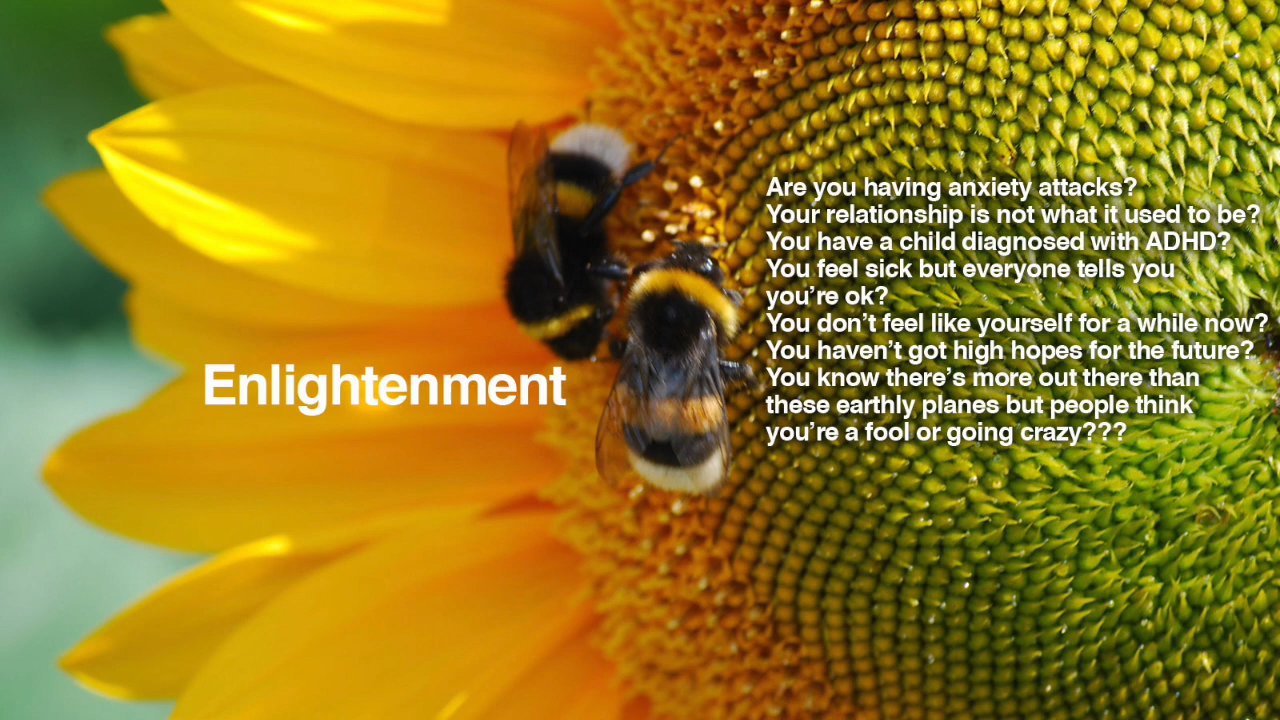 Enlightenment
Are you having anxiety attacks?
Your relationship is not what it used to be?
You have a child diagnosed with ADHD?
You feel sick but everyone tells you
you’re ok?
You don’t feel like yourself for a while now?
You haven’t got high hopes for the future?
You know there’s more out there than
these earthly planes but people think
you’re a fool or going crazy???